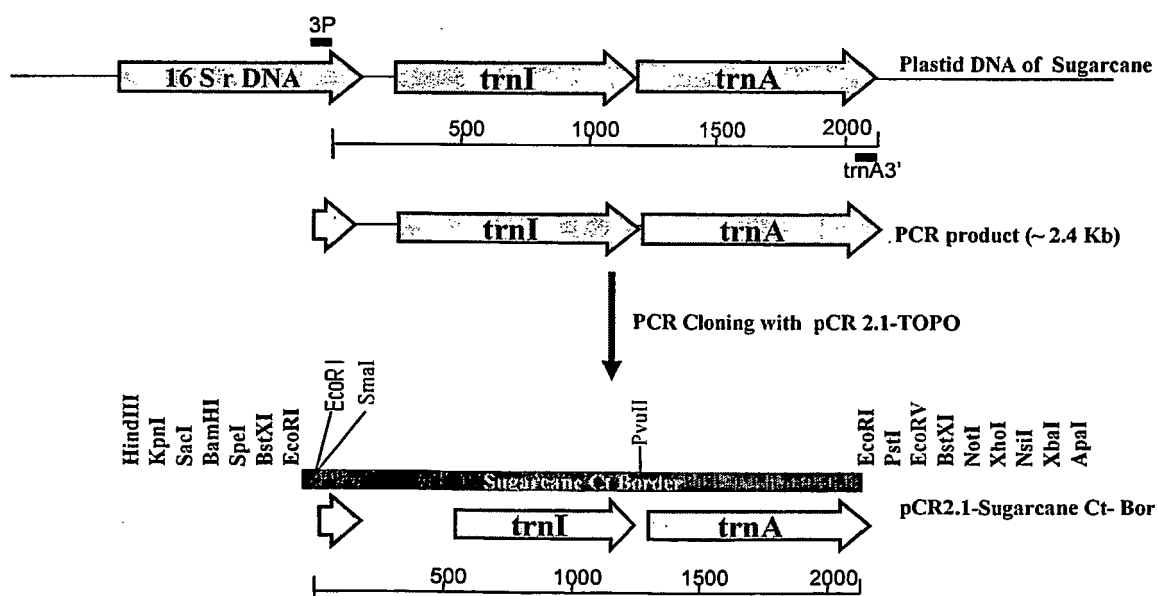 3P
16 S r. DNA
trnI
trnA
Plastid DNA of Sugarcane
500
1000
1500
2000
trnA3'
trnI
trnA
PCR product (~ 2.4 Kb)
PCR Cloning with pCR 2.1-TOPO
HindIII
KpnI
SacI
BamHI
SpeI
BstXI
EcoRI
EcoR I
SmaI
PvuII
EcoRI
PstI
EcoRV
BstXI
NotI
XhoI
NsiI
XbaI
ApaI
Sugarcane Ct Border
pCR2.1-Sugarcane Ct- Bor
trnI
trnA
500
1000
1500
2000